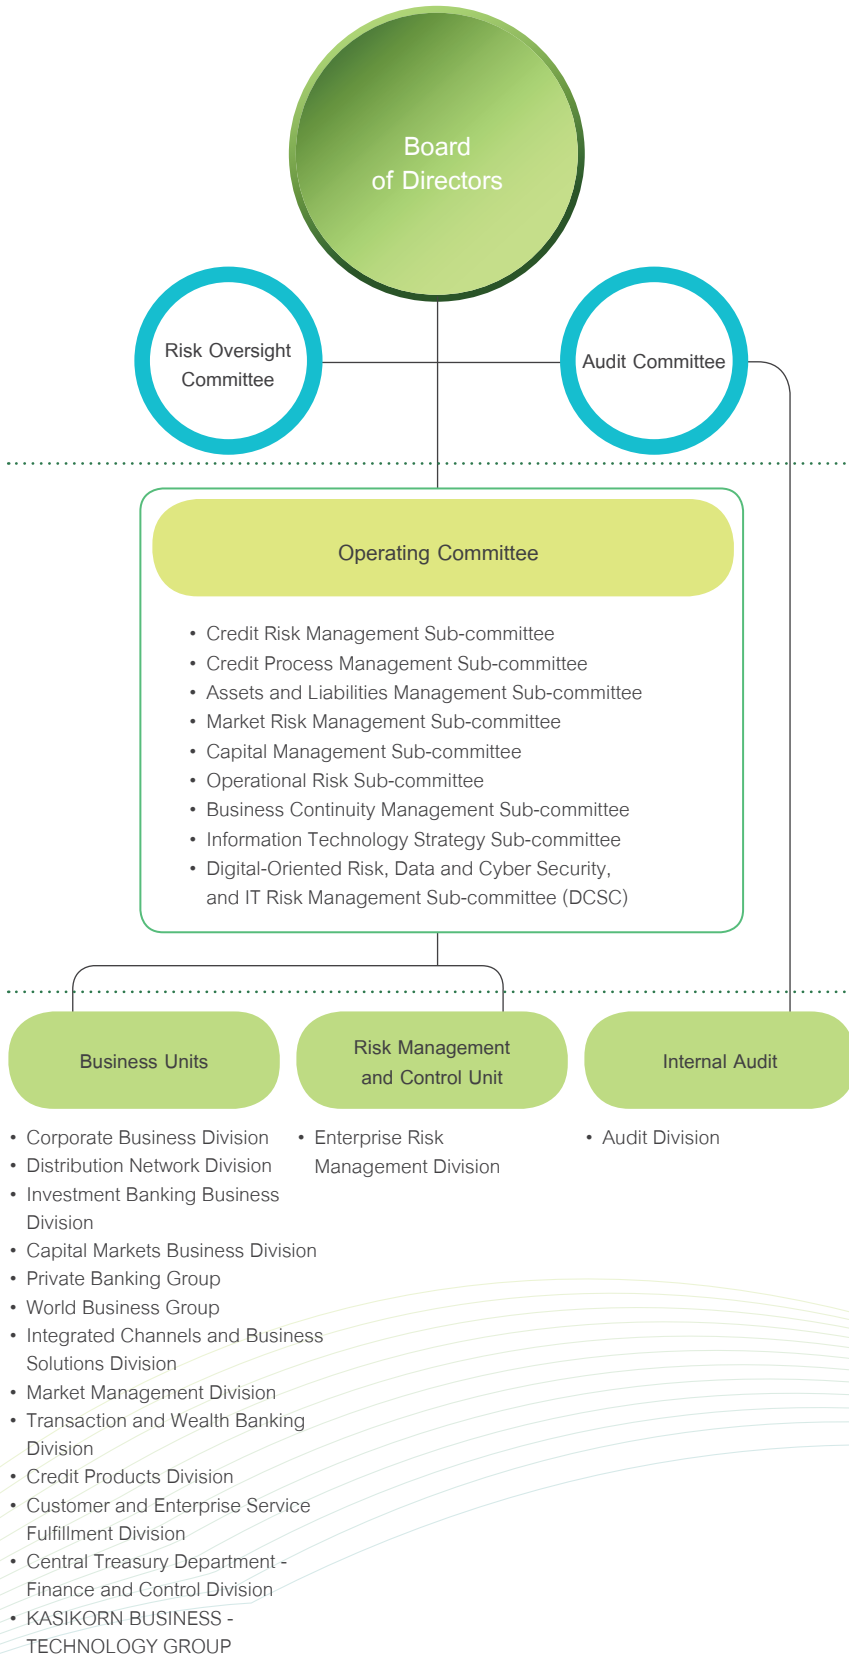 Board
of Directors
Risk Oversight
Committee
Audit Committee
Operating Committee
• Credit Risk Management Sub-committee
• Credit Process Management Sub-committee
• Assets and Liabilities Management Sub-committee
• Market Risk Management Sub-committee
• Capital Management Sub-committee
• Operational Risk Sub-committee
• Business Continuity Management Sub-committee
• Information Technology Strategy Sub-committee
• Digital-Oriented Risk, Data and Cyber Security,
and IT Risk Management Sub-committee (DCSC)
Business Units
• Corporate Business Division
• Distribution Network Division
• Investment Banking Business
Division
• Capital Markets Business Division
• Private Banking Group
• World Business Group
• Integrated Channels and Business
Solutions Division
• Market Management Division
• Transaction and Wealth Banking
Division
• Credit Products Division
• Customer and Enterprise Service
Fulfillment Division
• Central Treasury Department -
Finance and Control Division
• KASIKORN BUSINESS -
TECHNOLOGY GROUP
Risk Management
and Control Unit
• Enterprise Risk
Management Division
Internal Audit
• Audit Division